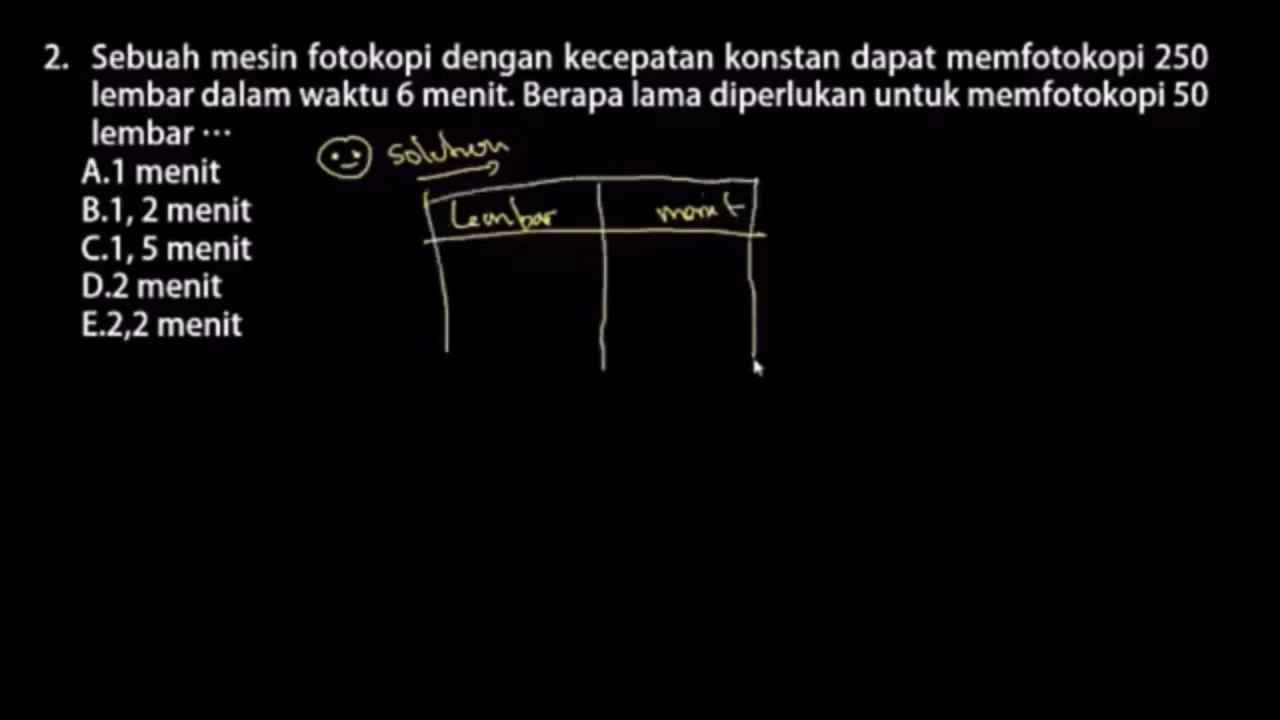 2. Sebuah mesin fotokopi dengan kecepatan konstan dapat memfotokopi 250
lembar dalam waktu 6 menit. Berapa lama diperlukan untuk memfotokopi 50
lembar ...
A.1 menit
B.1, 2 menit
C.1, 5 menit
D.2 menit
E.2,2 menit
solution
Lembar menit